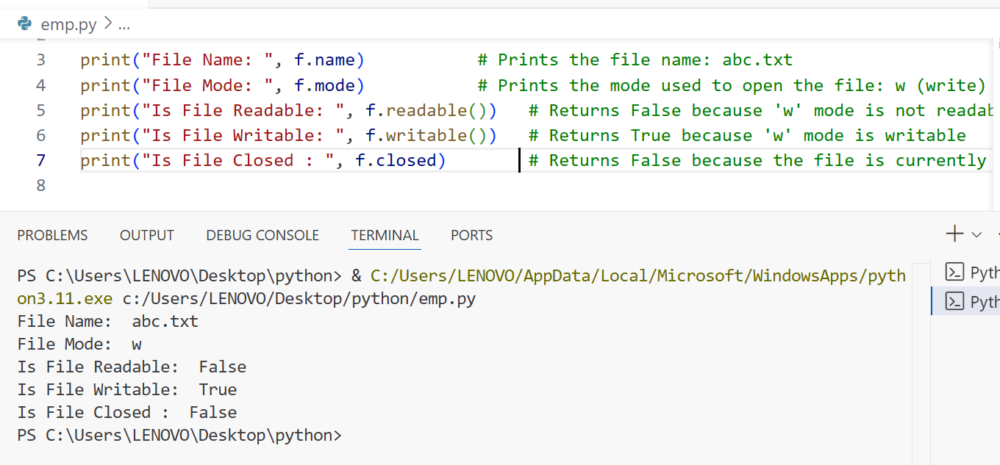 emp.py > ...
3 print("File Name: ", f.name) # Prints the file name: abc.txt
4 print("File Mode: ", f.mode) # Prints the mode used to open the file: w (write)
5 print("Is File Readable: ", f.readable()) # Returns False because 'w' mode is not readab
6 print("Is File Writable: ", f.writable()) # Returns True because 'w' mode is writable
7 print("Is File Closed : ", f.closed) # Returns False because the file is currently
8
PROBLEMS OUTPUT DEBUG CONSOLE TERMINAL PORTS
PS C:\Users\LENOVO\Desktop\python> & C:/Users/LENOVO/AppData/Local/Microsoft/WindowsApps/pyth
on3.11.exe c:/Users/LENOVO/Desktop/python/emp.py
File Name:  abc.txt
File Mode:  w
Is File Readable:  False
Is File Writable:  True
Is File Closed :  False
PS C:\Users\LENOVO\Desktop\python>
Pyth
Pyth